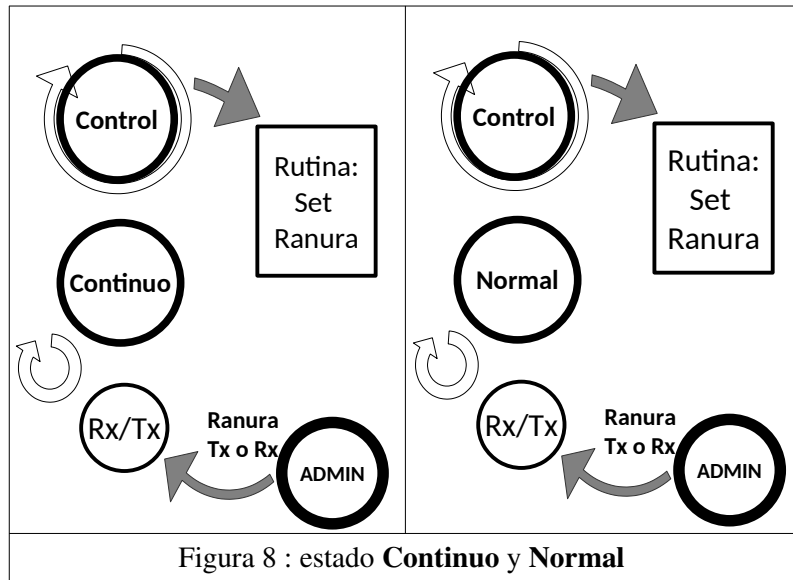 Control
Rutina:
Set
Ranura
Continuo
Rx/Tx
Ranura
Tx o Rx
ADMIN
Control
Rutina:
Set
Ranura
Normal
Rx/Tx
Ranura
Tx o Rx
ADMIN
Figura 8 : estado Continuo y Normal